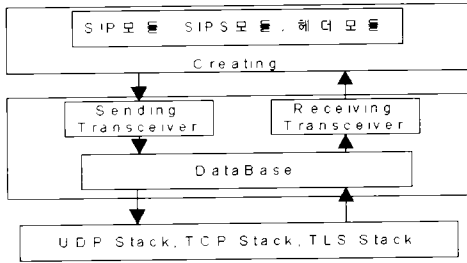 SIP모듈 SIPS모듈, 헤더모듈
Creating
Sending Receiving
Transceiver Transceiver
DataBase
UDP Stack, TCP Stack, TLS Stack